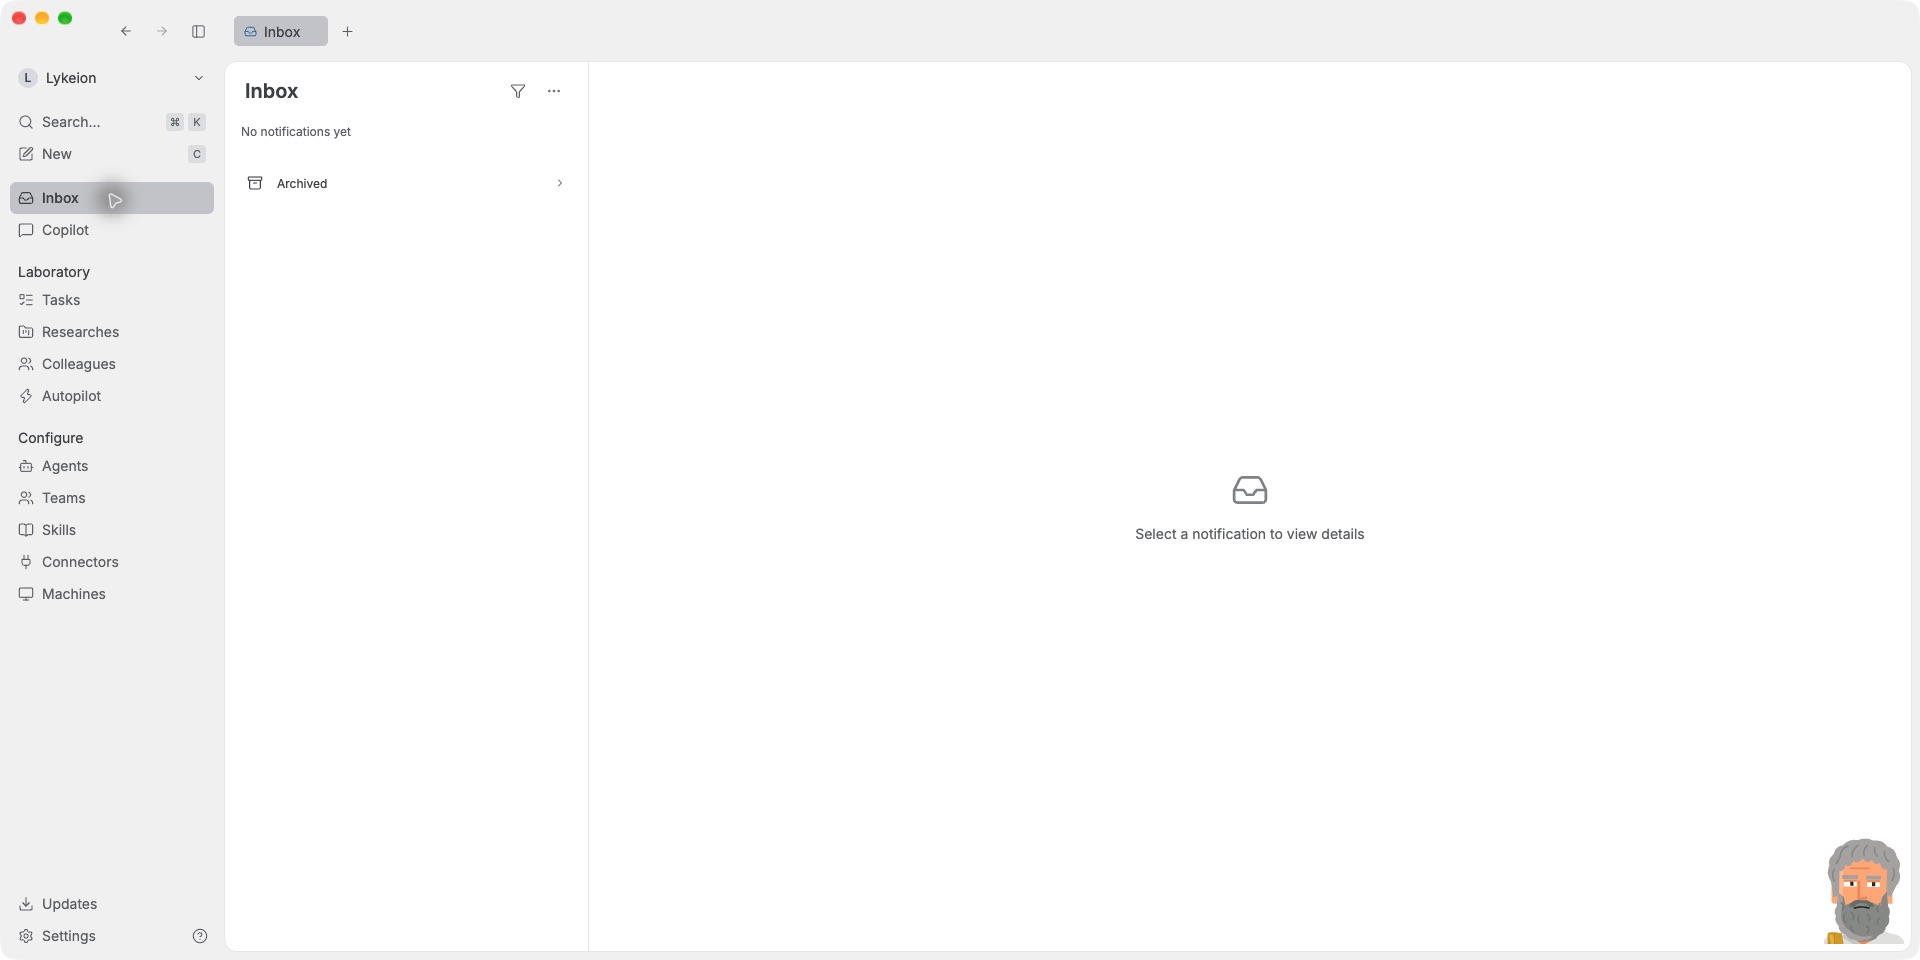 Inbox
L Lykeion
Search... ⌘ K
New C
Inbox
Copilot
Laboratory
Tasks
Researches
Colleagues
Autopilot
Configure
Agents
Teams
Skills
Connectors
Machines
Updates
Settings
Inbox
No notifications yet
Archived
Select a notification to view details